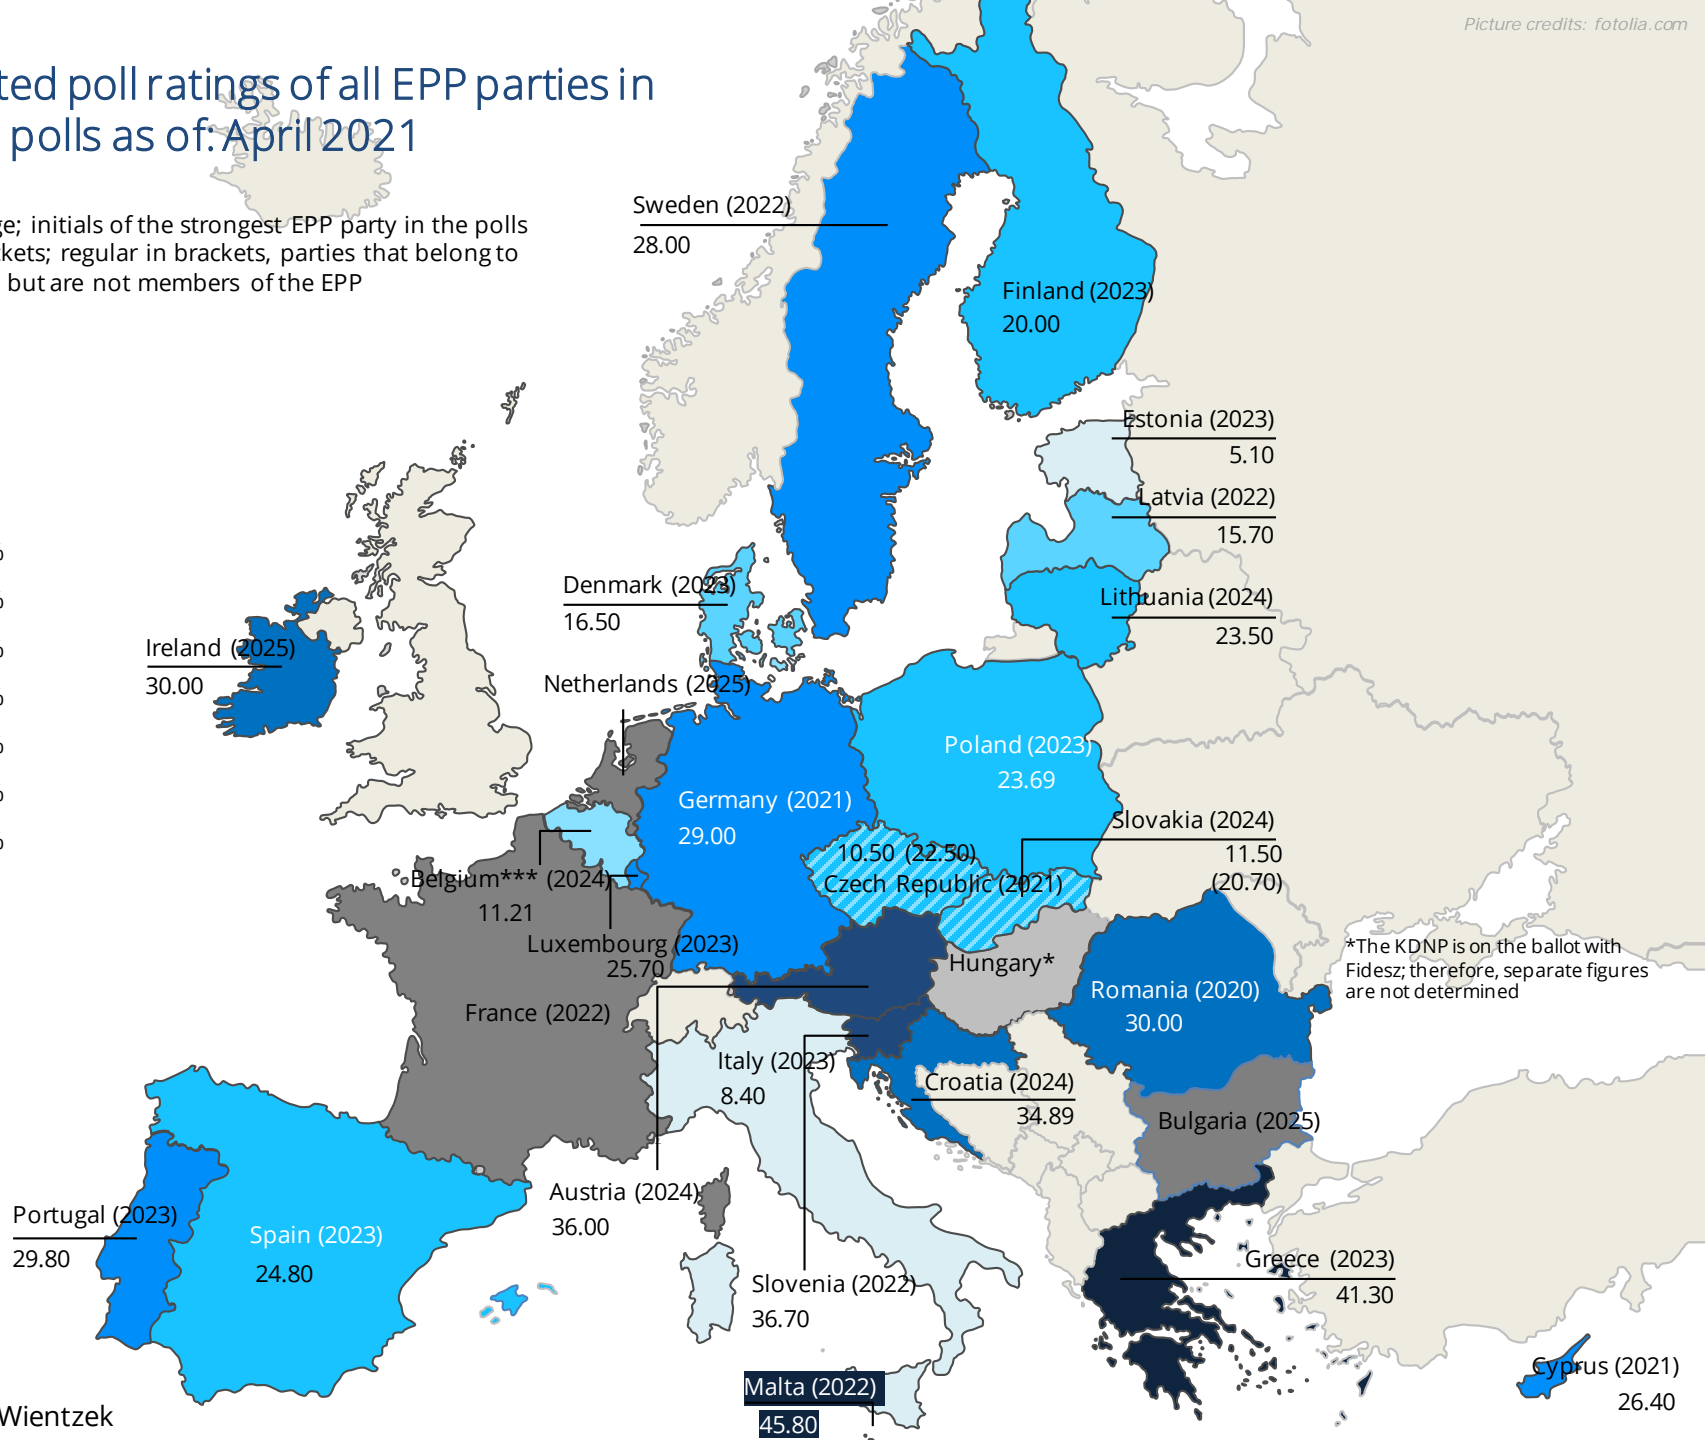 Picture credits: fotolia.com
ted poll ratings of all EPP parties in
polls as of: April 2021
ge; initials of the strongest EPP party in the polls
ckets; regular in brackets, parties that belong to
but are not members of the EPP
Sweden (2022)
28.00
Finland (2023)
20.00
Estonia (2023)
5.10
Latvia (2022)
15.70
%
Denmark (2023)
16.50
Lithuania (2024)
23.50
%
Ireland (2025)
30.00
%
Netherlands (2025)
%
Poland (2023)
23.69
%
Germany (2021)
29.00
%
Slovakia (2024)
11.50
(20.70)
%
10.50 (22.50)
Czech Republic (2021)
Belgium*** (2024)
11.21
Luxembourg (2023)
25.70
Hungary*
*The KDNP is on the ballot with
Fidesz; therefore, separate figures
are not determined
Romania (2020)
30.00
France (2022)
Italy (2023)
8.40
Croatia (2024)
34.89
Bulgaria (2025)
Austria (2024)
36.00
Portugal (2023)
29.80
Spain (2023)
24.80
Slovenia (2022)
36.70
Greece (2023)
41.30
Cyprus (2021)
26.40
Malta (2022)
45.80
Wientzek